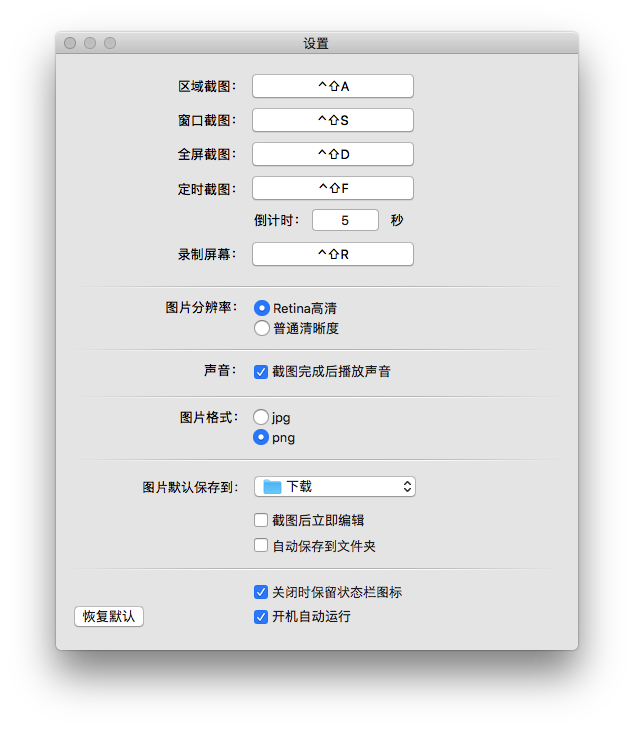 设置
区域截图： ^⇧A
窗口截图： ^⇧S
全屏截图： ^⇧D
定时截图： ^⇧F
倒计时： 5 秒
录制屏幕： ^⇧R
图片分辨率： Retina高清
普通清晰度
声音： 截图完成后播放声音
图片格式： jpg
png
图片默认保存到： 下载
截图后立即编辑
自动保存到文件夹
关闭时保留状态栏图标
恢复默认 开机自动运行